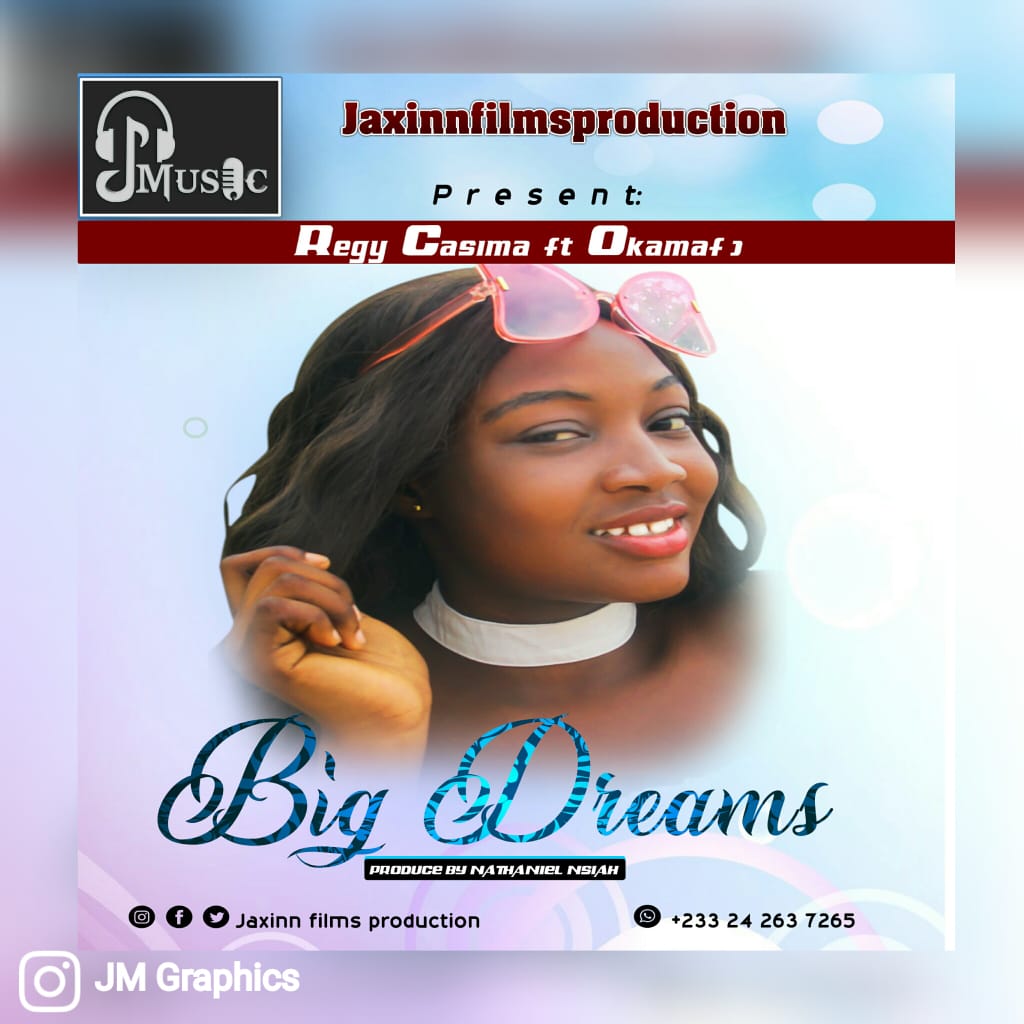 JMusic
Jaxinnfilmsproduction
Present:
Regy Casima ft Okamaf J
Big Dreams
PRODUCE BY NATHANIEL NSIAH
Jaxinn films production
+233 24 263 7265
JM Graphics